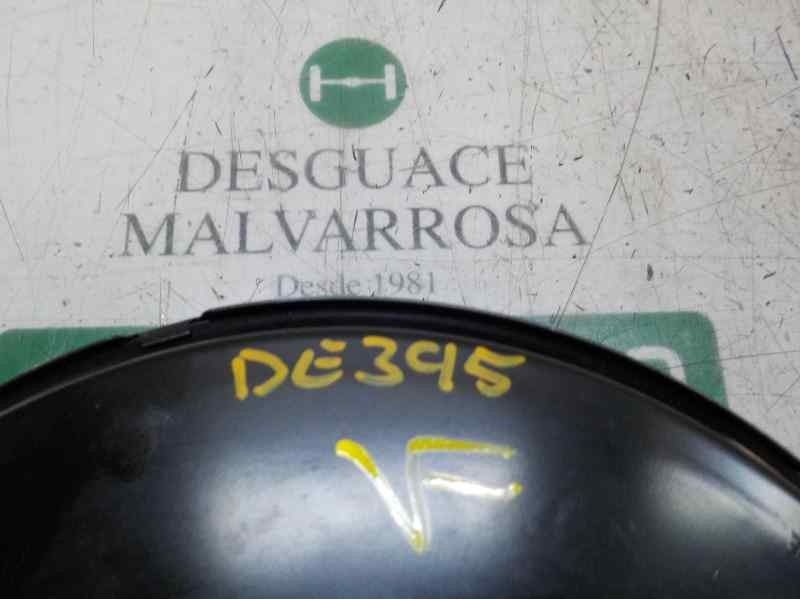 DESGUACE
MALVARROSA
Desde 1981
DE395
VF